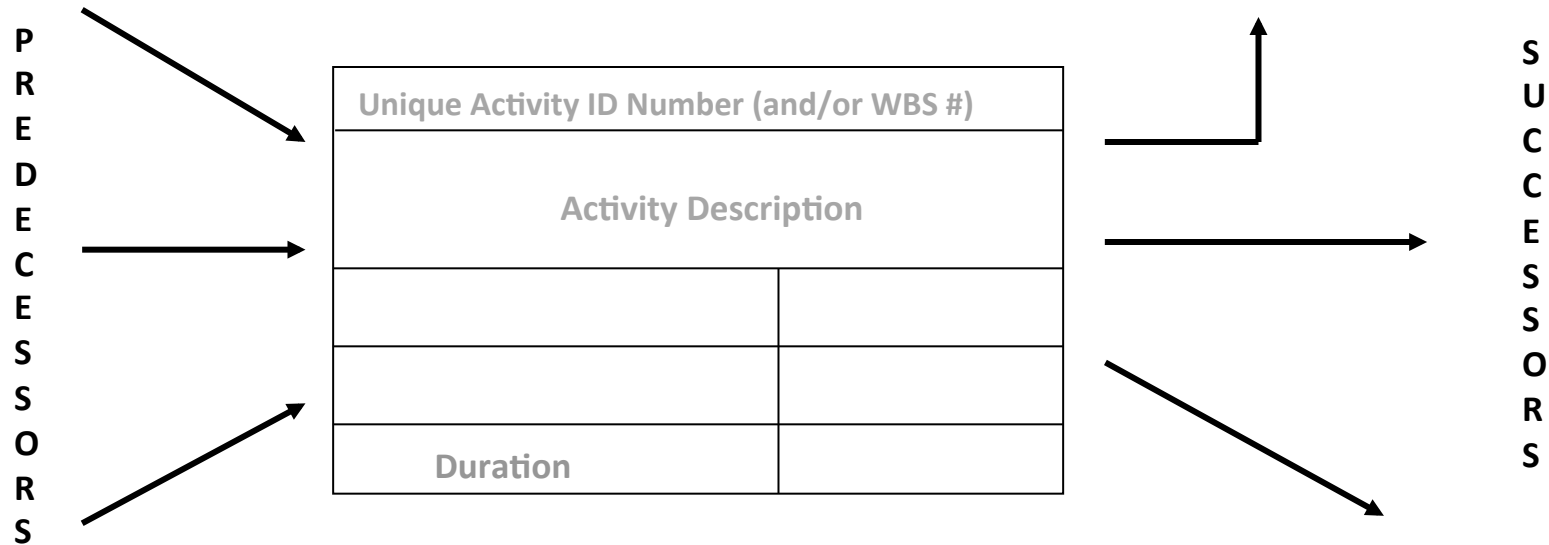 PREDECESSORS
Unique Activity ID Number (and/or WBS #)
Activity Description
Duration
SUCCESSORS